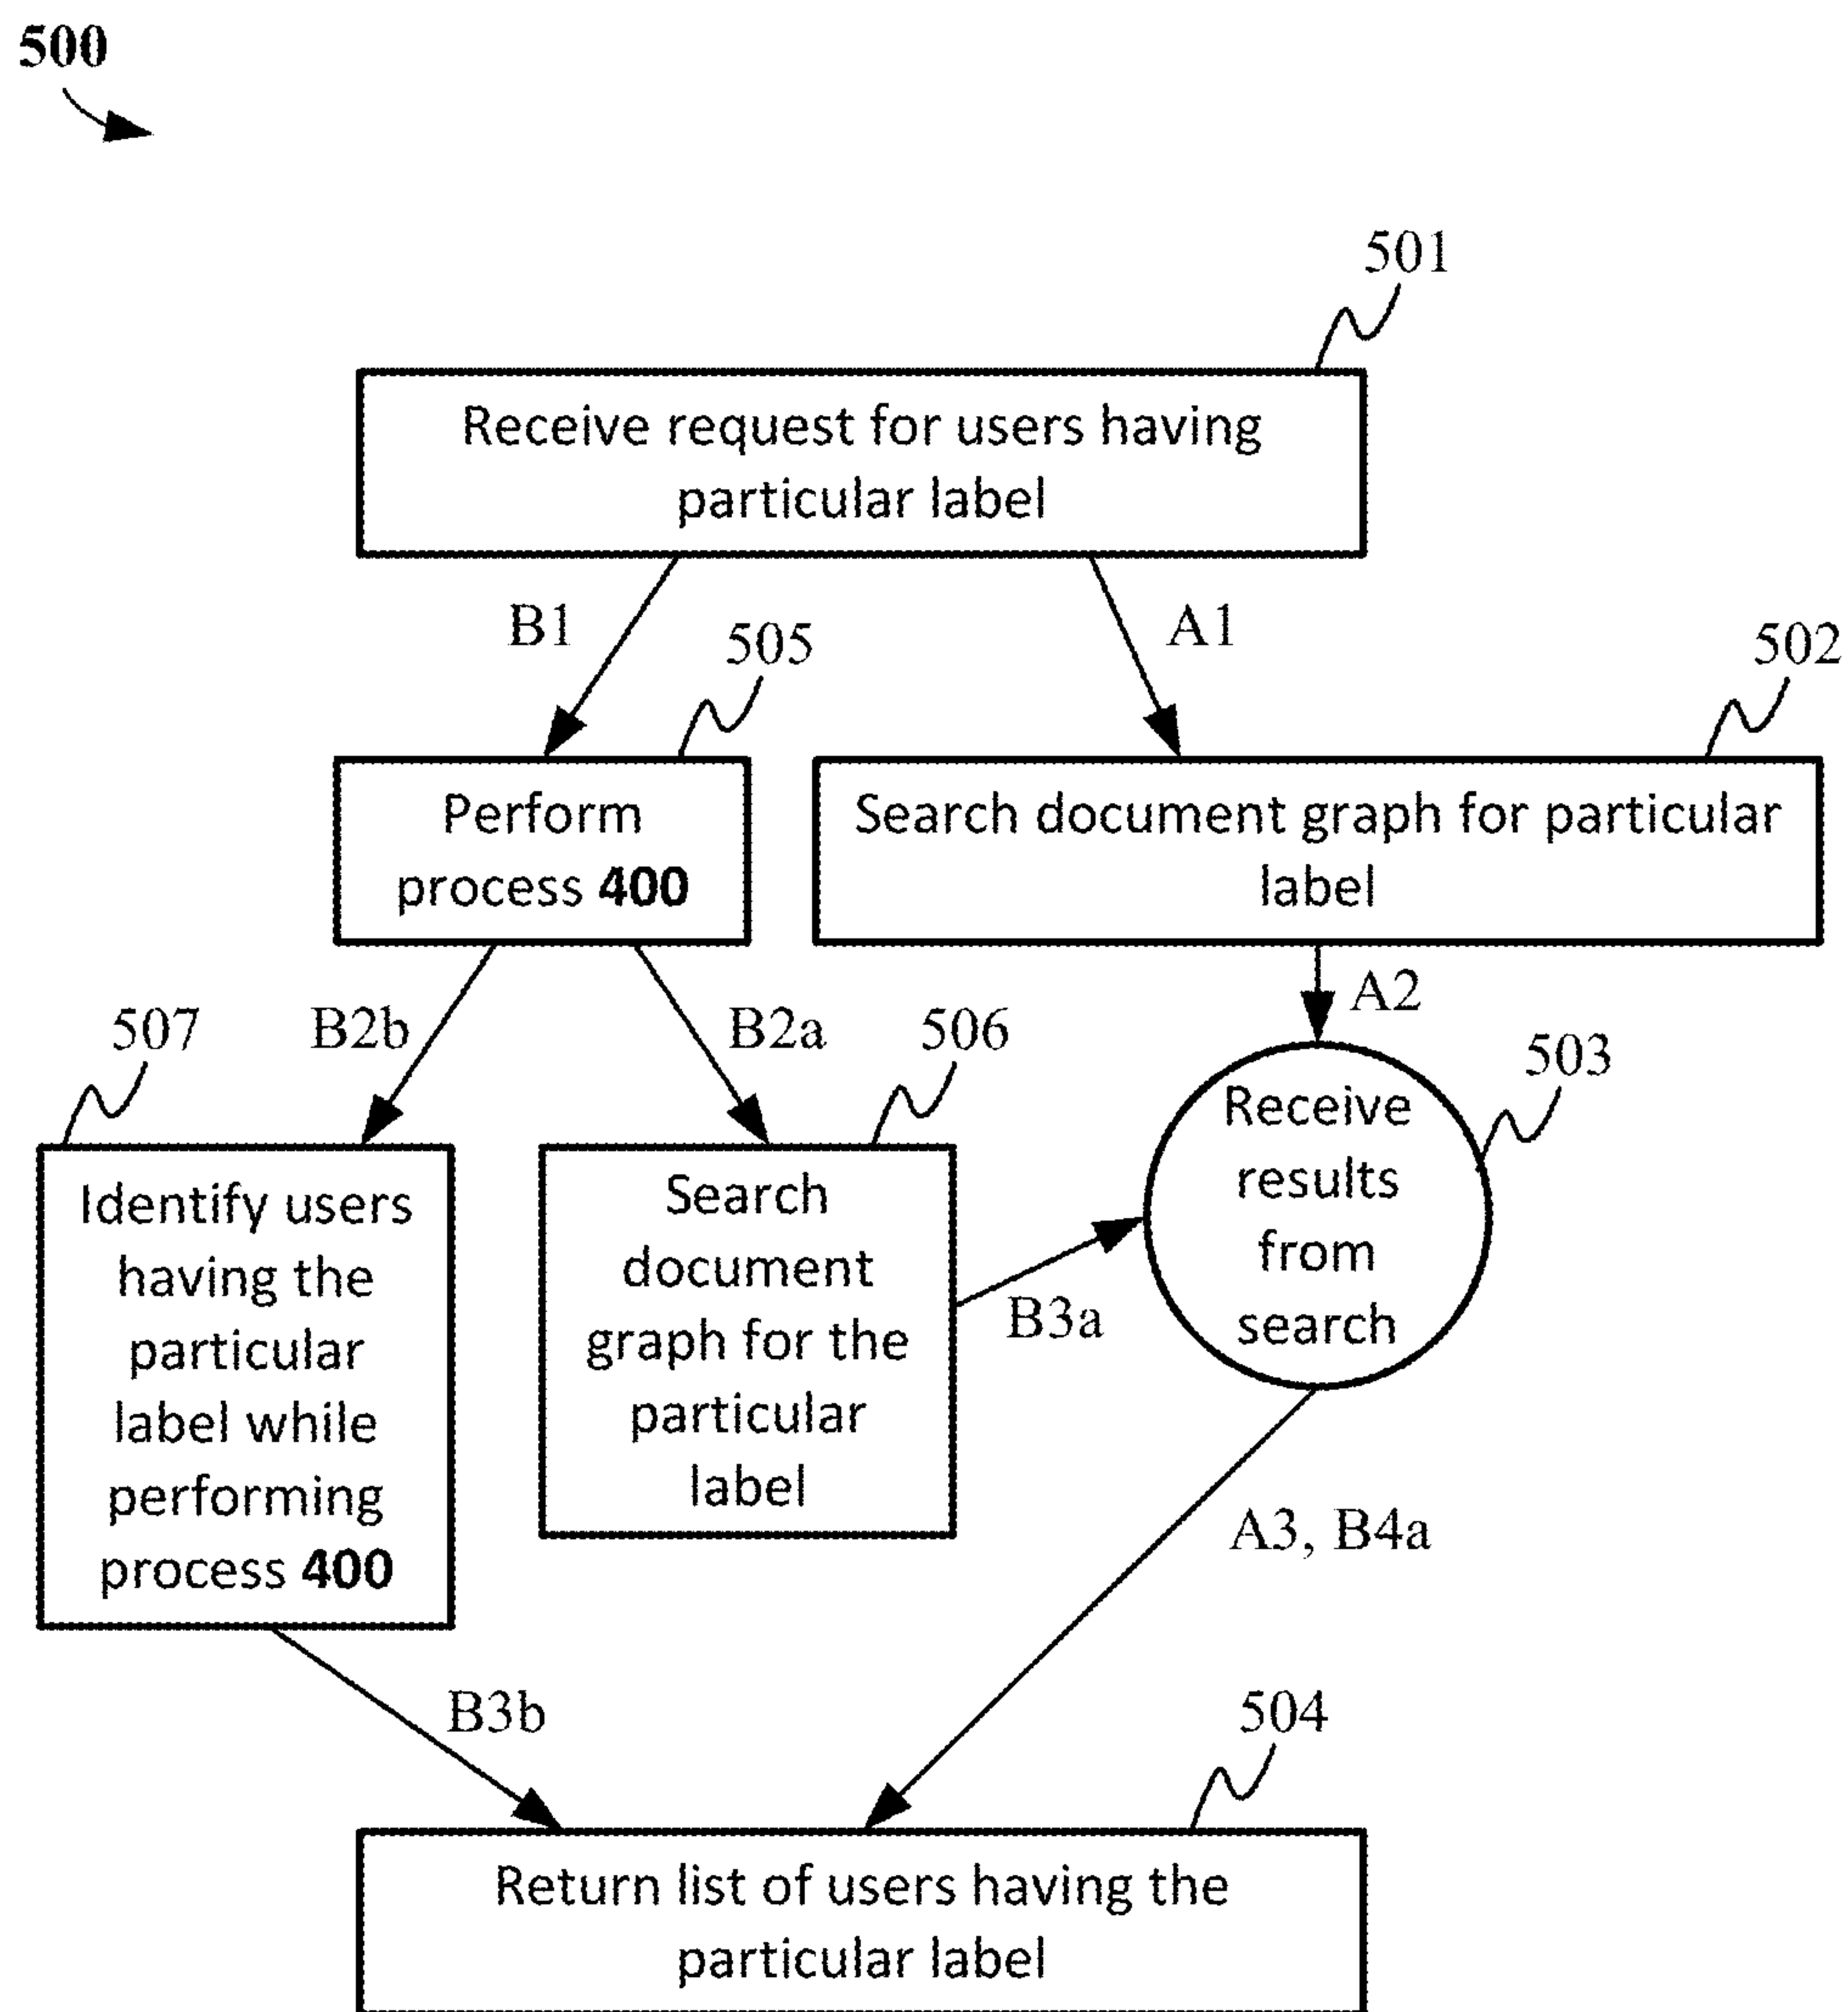 500
501
Receive request for users having
particular label
B1
A1
505
502
Perform
process 400
Search document graph for particular
label
A2
507
B2b
B2a
506
503
Identify users
having the
particular
label while
performing
process 400
Search
document
graph for the
particular
label
Receive
results
from
search
B3a
A3, B4a
B3b
504
Return list of users having the
particular label